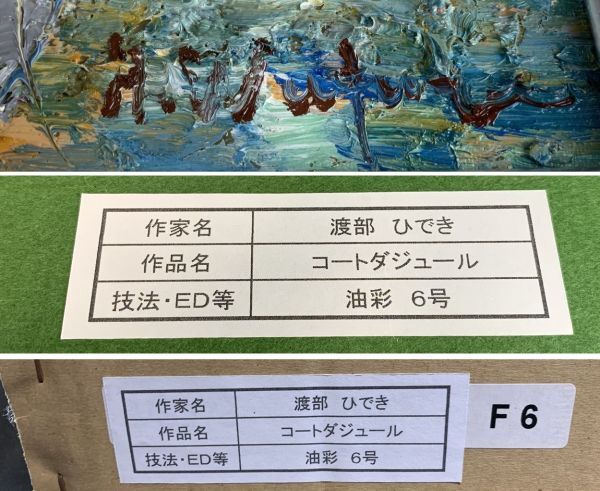 作家名 渡部 ひでき
作品名 コートダジュール
技法・ED等 油彩 6号
作家名 渡部 ひでき
作品名 コートダジュール
技法・ED等 油彩 6号
F6